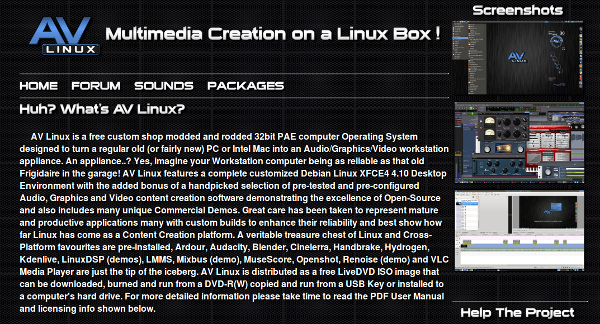 AV
LINUX
Multimedia Creation on a Linux Box !
HOME FORUM SOUNDS PACKAGES
Huh? What's AV Linux?
AV Linux is a free custom shop modded and rodded 32bit PAE computer Operating System
designed to turn a regular old (or fairly new) PC or Intel Mac into an Audio/Graphics/Video workstation
appliance. An appliance..? Yes, imagine your Workstation computer being as reliable as that old
Frigidaire in the garage! AV Linux features a complete customized Debian Linux XFCE4 4.10 Desktop
Environment with the added bonus of a handpicked selection of pre-tested and pre-configured
Audio, Graphics and Video content creation software demonstrating the excellence of Open-Source
and also includes many unique Commercial Demos. Great care has been taken to represent mature
and productive applications many with custom builds to enhance their reliability and best show how
far Linux has come as a Content Creation platform. A veritable treasure chest of Linux and Cross-
Platform favourites are pre-installed, Ardour, Audacity, Blender, Cinelerra, Handbrake, Hydrogen,
Kdenlive, LinuxDSP (demos), LMMS, Mixbus (demo), MuseScore, Openshot, Renoise (demo) and VLC
Media Player are just the tip of the iceberg. AV Linux is distributed as a free LiveDVD ISO image that
can be downloaded, burned and run from a DVD-R(W) copied and run from a USB Key or installed to
a computer's hard drive. For more detailed information please take time to read the PDF User Manual
and licensing info shown below.
Screenshots
Help The Project